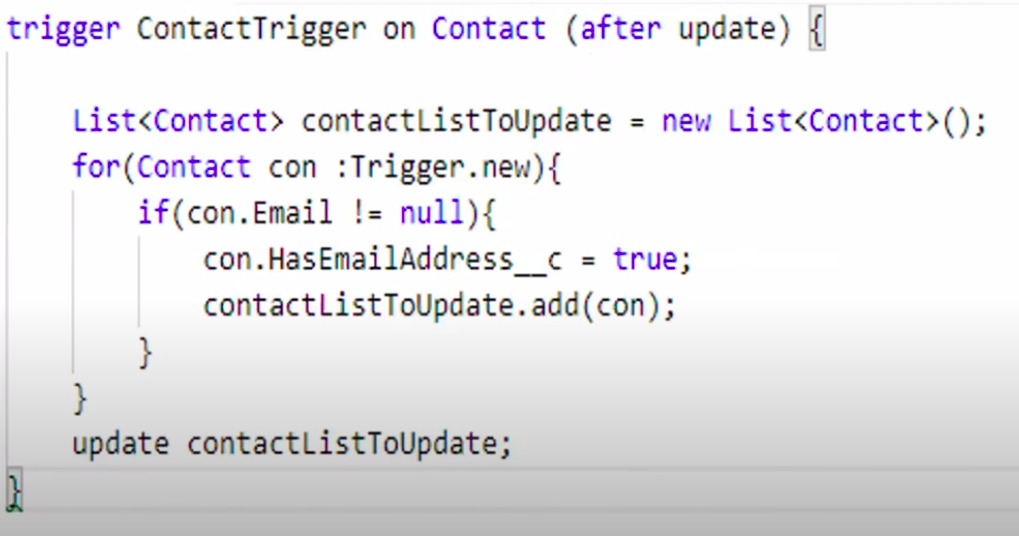 trigger ContactTrigger on Contact (after update) {
List<Contact> contactListToUpdate = new List<Contact>();
for(Contact con :Trigger.new){
if(con.Email != null){
con.HasEmailAddress__c = true;
contactListToUpdate.add(con);
}
}
update contactListToUpdate;
}